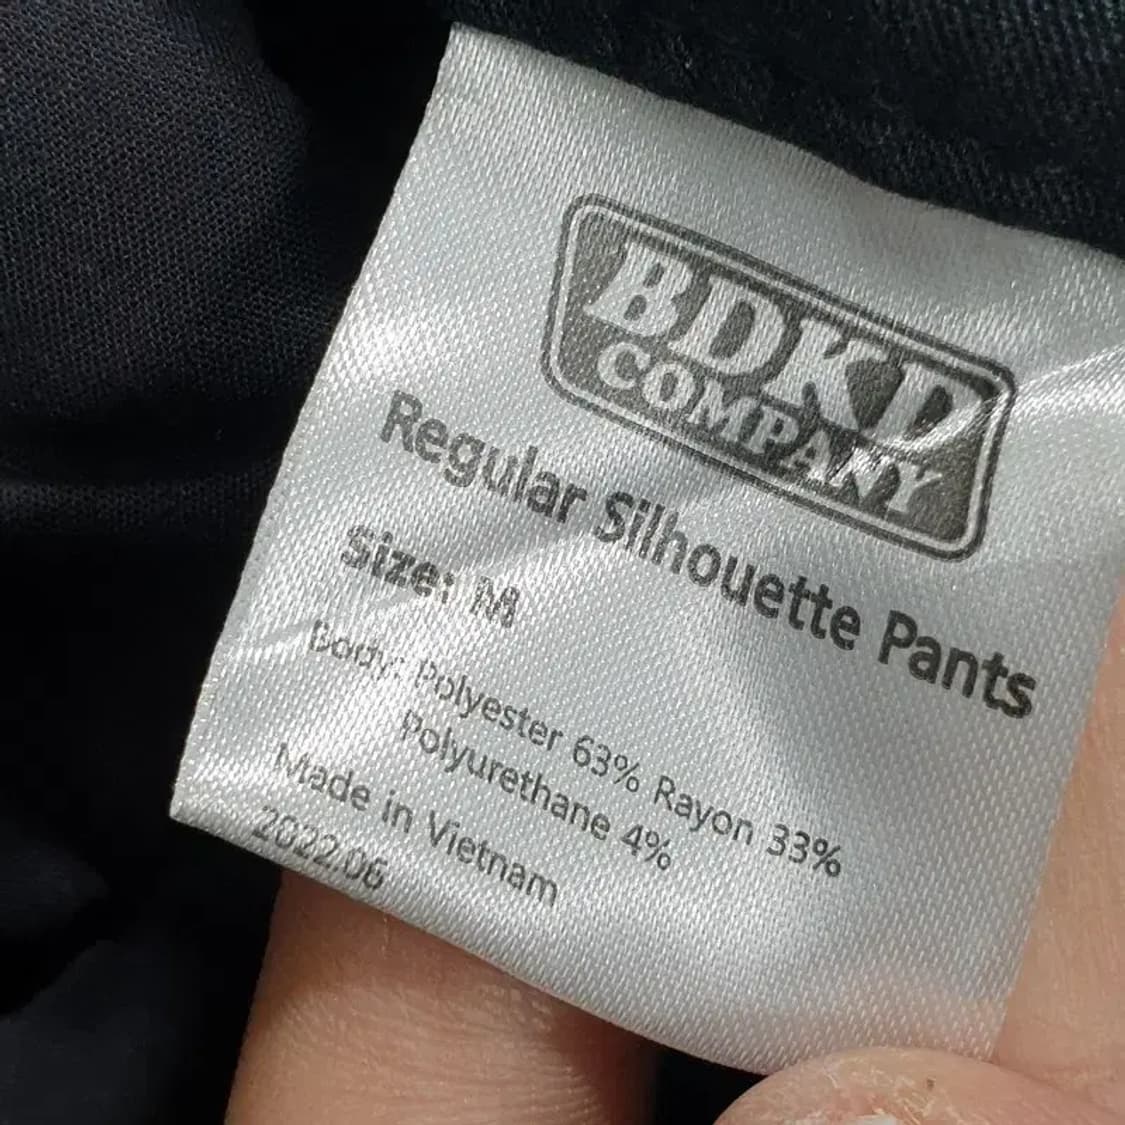 BDKD
COMPANY
Regular Silhouette Pants
Size: M
Body: Polyester 63% Rayon 33%
Polyurethane 4%
Made in Vietnam
2022.06